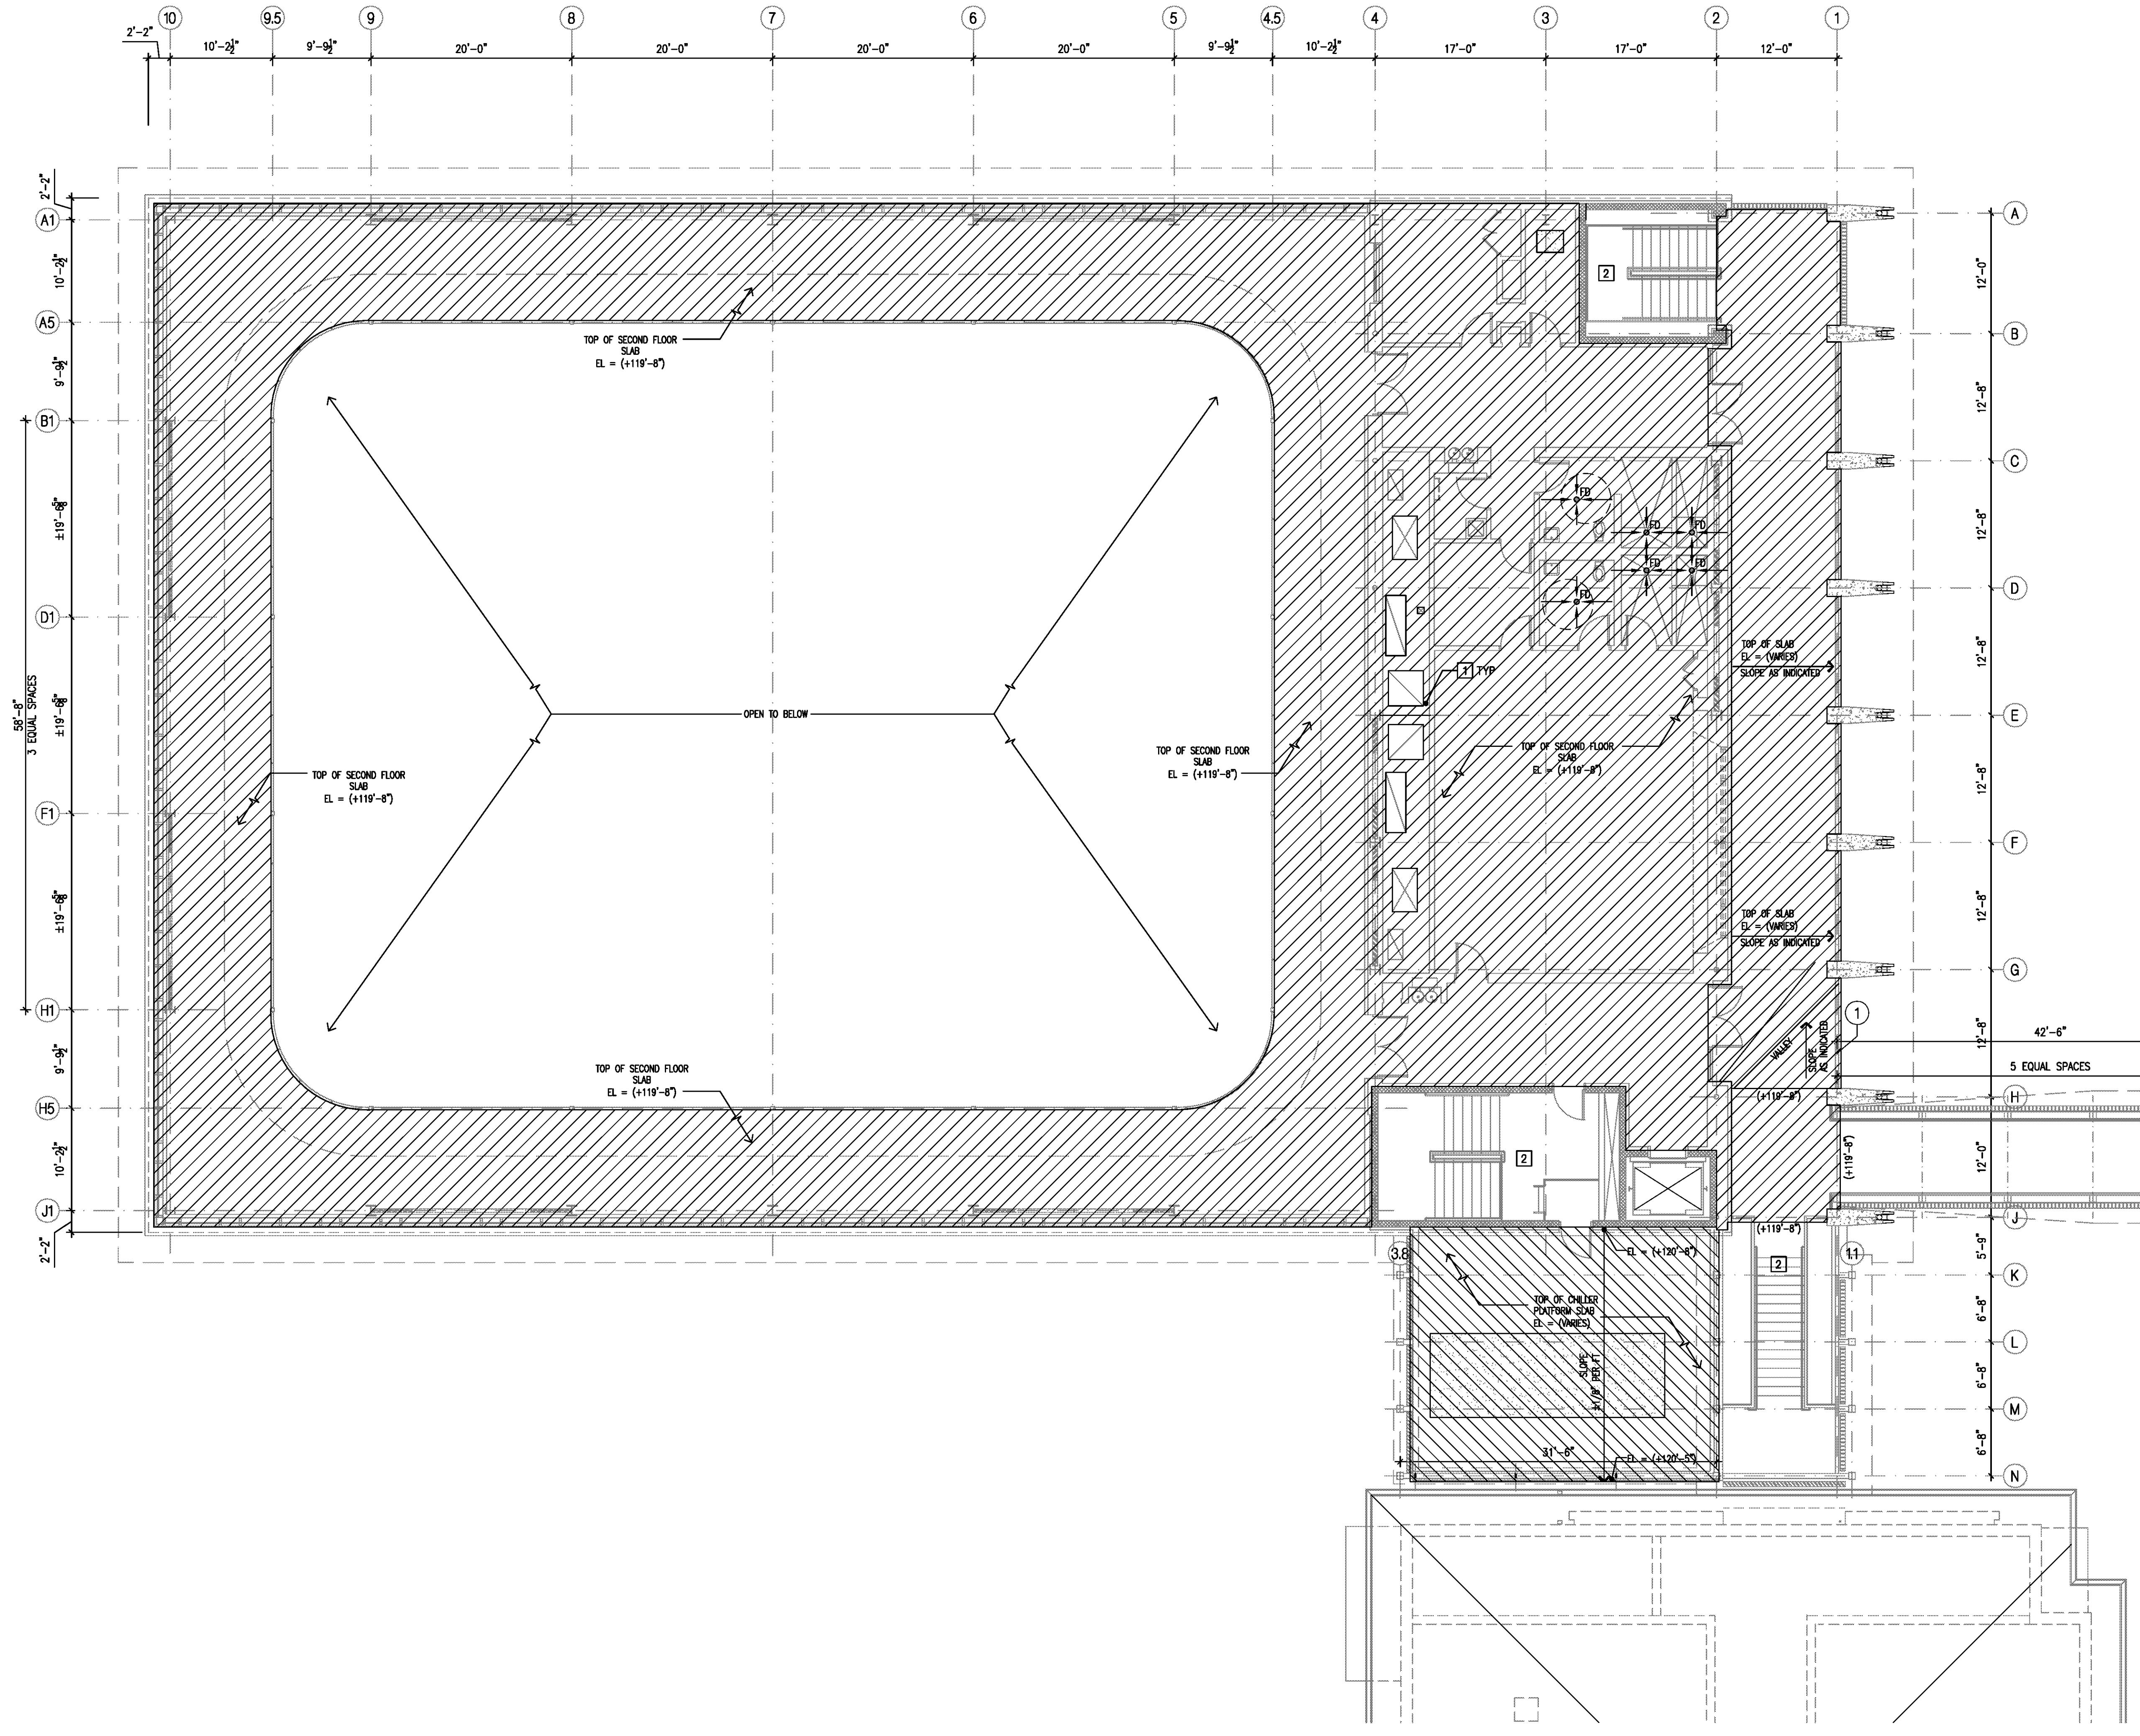 10 9.5 9 8 7 6 5 4.5 4 3 2 1
2'-2" 10'-2½" 9'-9½" 20'-0" 20'-0" 20'-0" 20'-0" 9'-9½" 10'-2½" 17'-0" 17'-0" 12'-0"
2'-2"
A1
10'-2½"
A5
9'-9½"
B1
±19'-6⅝"
D1
58'-8"
3 EQUAL SPACES
±19'-6⅝"
F1
±19'-6⅝"
H1
9'-9½"
H5
10'-2½"
J1
2'-2"
TOP OF SECOND FLOOR
SLAB
EL = (+119'-8")
OPEN TO BELOW
TOP OF SECOND FLOOR
SLAB
EL = (+119'-8")
TOP OF SECOND FLOOR
SLAB
EL = (+119'-8")
TOP OF SECOND FLOOR
SLAB
EL = (+119'-8")
TOP OF SECOND FLOOR
SLAB
EL = (+119'-8")
2
FD
FD
FD
FD
FD
FD
1 TYP
TOP OF SLAB
EL = (VARIES)
SLOPE AS INDICATED
TOP OF SLAB
EL = (VARIES)
SLOPE AS INDICATED
VALLEY
SLOPE
AS INDICATED
1
42'-6"
5 EQUAL SPACES
(+119'-8")
(+119'-8")
(+119'-8")
2
2
3.8
1.1
EL = (+120'-8")
TOP OF CHILLER
PLATFORM SLAB
EL = (VARIES)
SLOPE
±1/8" PER FT
31'-6"
EL = (+120'-5")
A
12'-0"
B
12'-8"
C
12'-8"
D
12'-8"
E
12'-8"
F
12'-8"
G
12'-8"
H
12'-0"
J
5'-9"
K
6'-8"
L
6'-8"
M
6'-8"
N